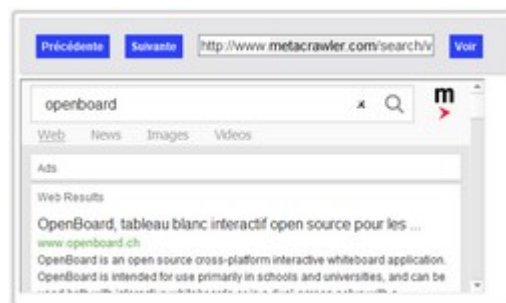 Précédente Suivante http://www.metacrawler.com/search/v Voir
openboard x m
Web News Images Videos
Ads
Web Results
OpenBoard, tableau blanc interactif open source pour les ...
www.openboard.ch
OpenBoard is an open source cross-platform interactive whiteboard application.
OpenBoard is intended for use primarily in schools and universities, and can be